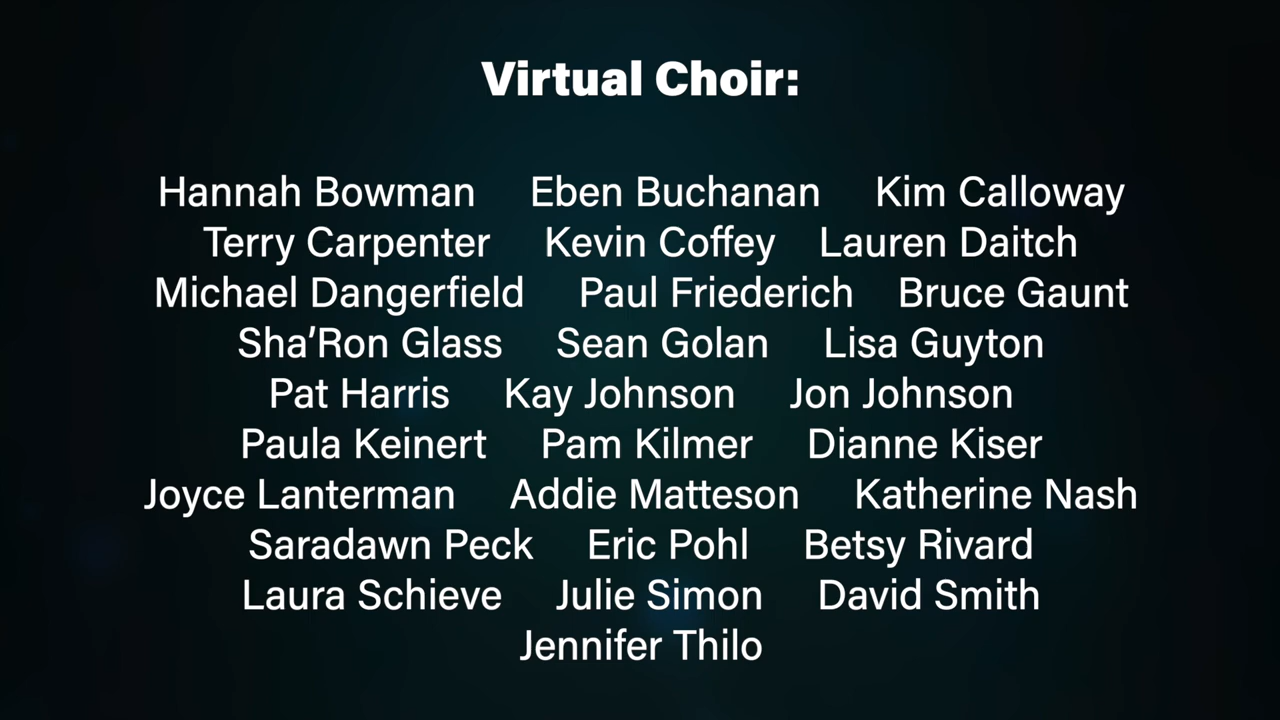 Virtual Choir:
Hannah Bowman Eben Buchanan Kim Calloway
Terry Carpenter Kevin Coffey Lauren Daitch
Michael Dangerfield Paul Friederich Bruce Gaunt
Sha’Ron Glass Sean Golan Lisa Guyton
Pat Harris Kay Johnson Jon Johnson
Paula Keinert Pam Kilmer Dianne Kiser
Joyce Lanterman Addie Matteson Katherine Nash
Saradawn Peck Eric Pohl Betsy Rivard
Laura Schieve Julie Simon David Smith
Jennifer Thilo